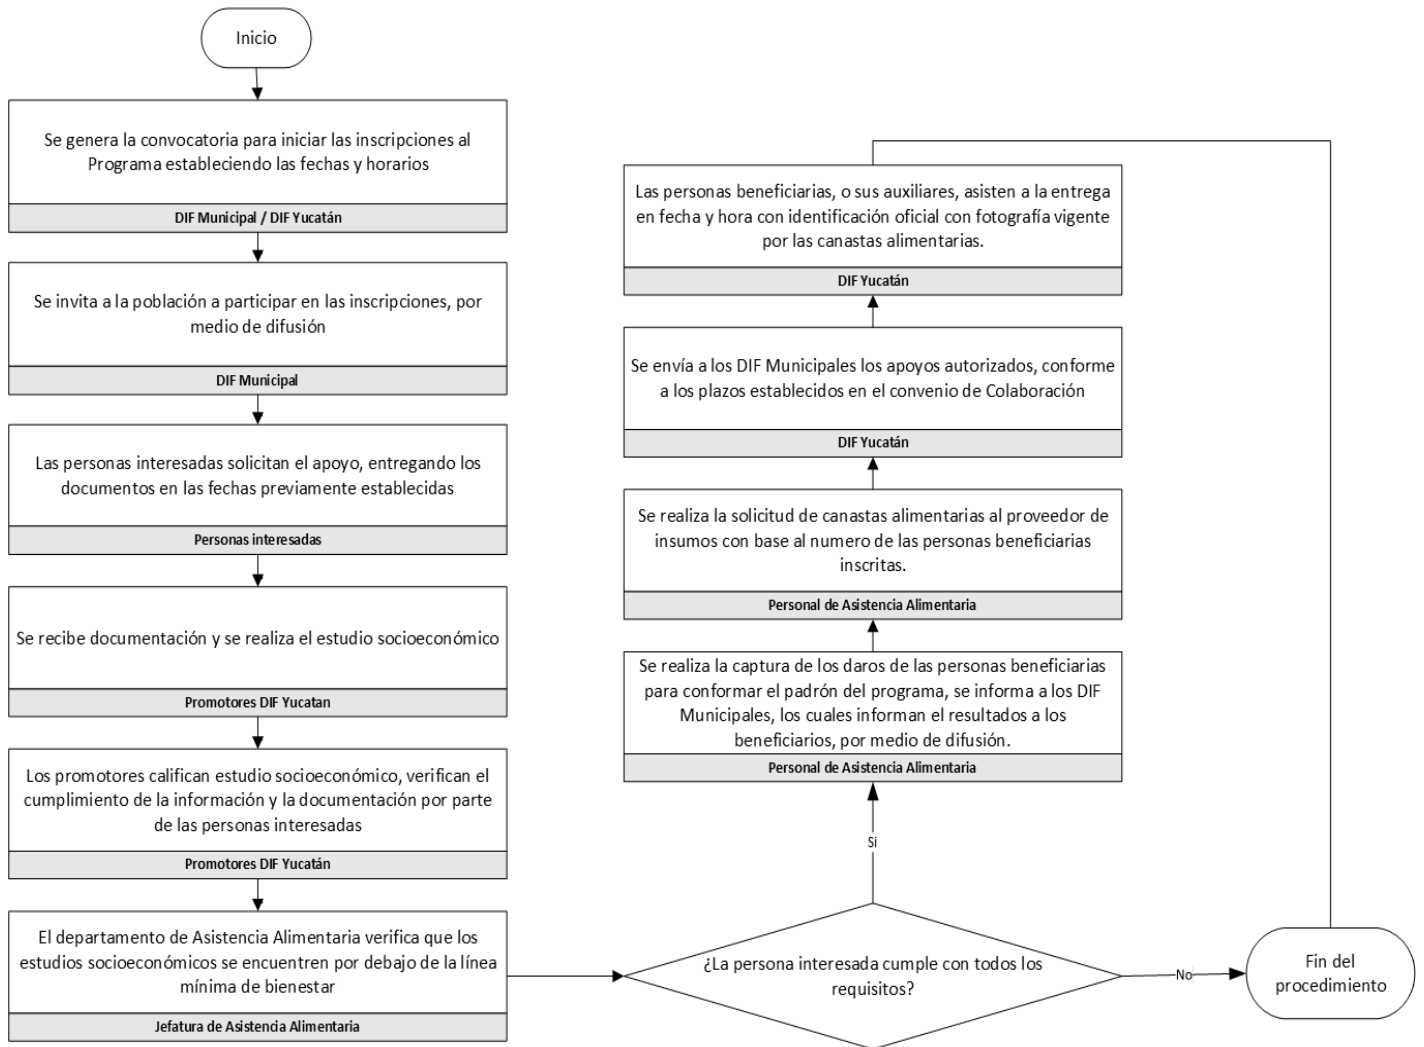 Inicio
Se genera la convocatoria para iniciar las inscripciones al
Programa estableciendo las fechas y horarios
DIF Municipal / DIF Yucatán
Se invita a la población a participar en las inscripciones, por
medio de difusión
DIF Municipal
Las personas interesadas solicitan el apoyo, entregando los
documentos en las fechas previamente establecidas
Personas interesadas
Se recibe documentación y se realiza el estudio socioeconómico
Promotores DIF Yucatan
Los promotores califican estudio socioeconómico, verifican el
cumplimiento de la información y la documentación por parte
de las personas interesadas
Promotores DIF Yucatán
El departamento de Asistencia Alimentaria verifica que los
estudios socioeconómicos se encuentren por debajo de la línea
mínima de bienestar
Jefatura de Asistencia Alimentaria
¿La persona interesada cumple con todos los
requisitos?
Si
Se realiza la captura de los daros de las personas beneficiarias
para conformar el padrón del programa, se informa a los DIF
Municipales, los cuales informan el resultados a los
beneficiarios, por medio de difusión.
Personal de Asistencia Alimentaria
Se realiza la solicitud de canastas alimentarias al proveedor de
insumos con base al numero de las personas beneficiarias
inscritas.
Personal de Asistencia Alimentaria
Se envía a los DIF Municipales los apoyos autorizados, conforme
a los plazos establecidos en el convenio de Colaboración
DIF Yucatán
Las personas beneficiarias, o sus auxiliares, asisten a la entrega
en fecha y hora con identificación oficial con fotografía vigente
por las canastas alimentarias.
DIF Yucatán
No
Fin del
procedimiento